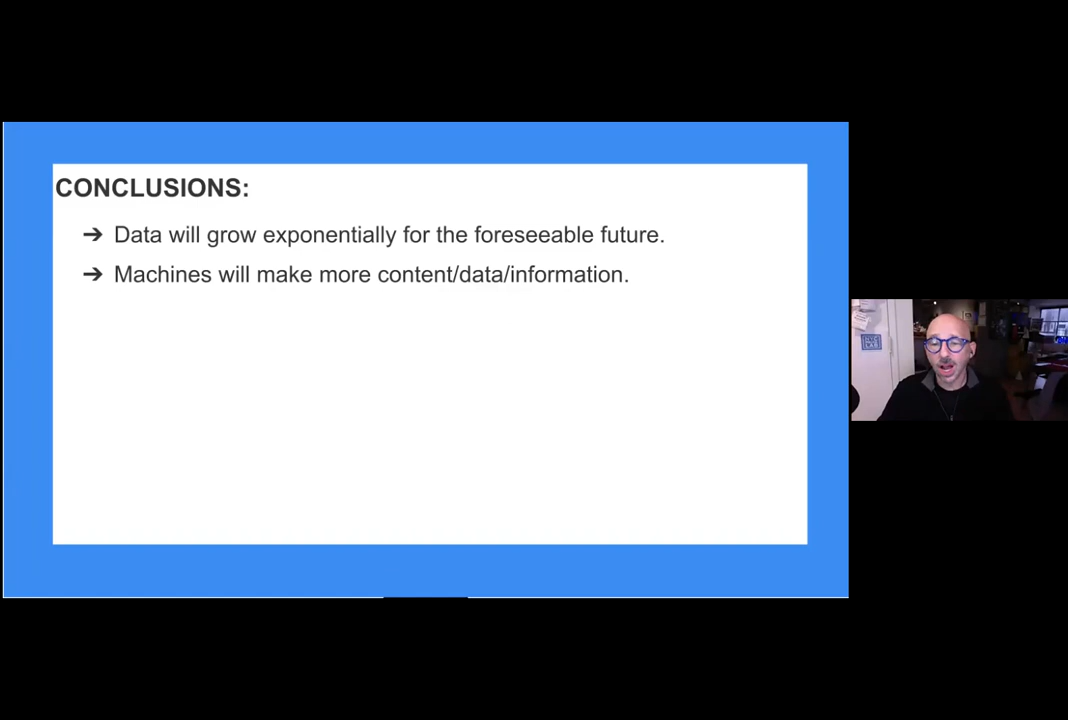 CONCLUSIONS:
➔ Data will grow exponentially for the foreseeable future.
➔ Machines will make more content/data/information.